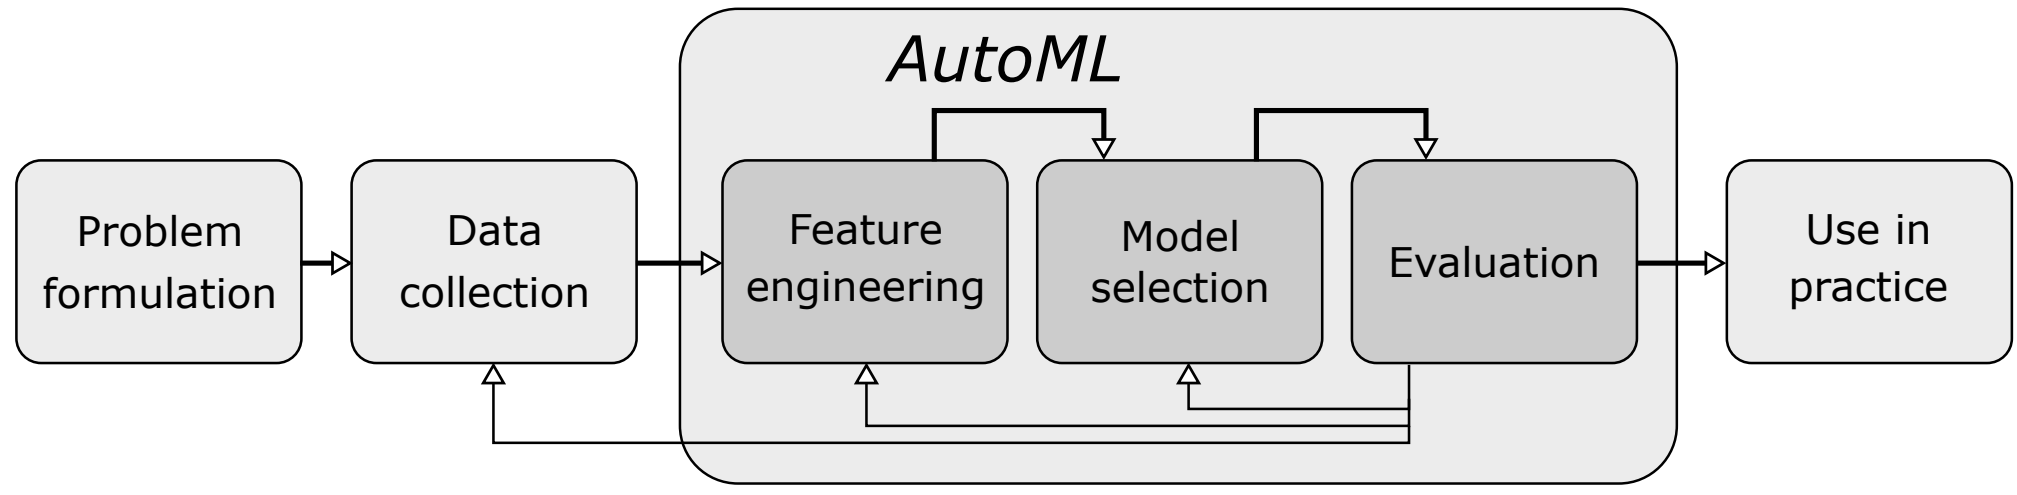 AutoML
Problem
formulation
Data
collection
Feature
engineering
Model
selection
Evaluation
Use in
practice